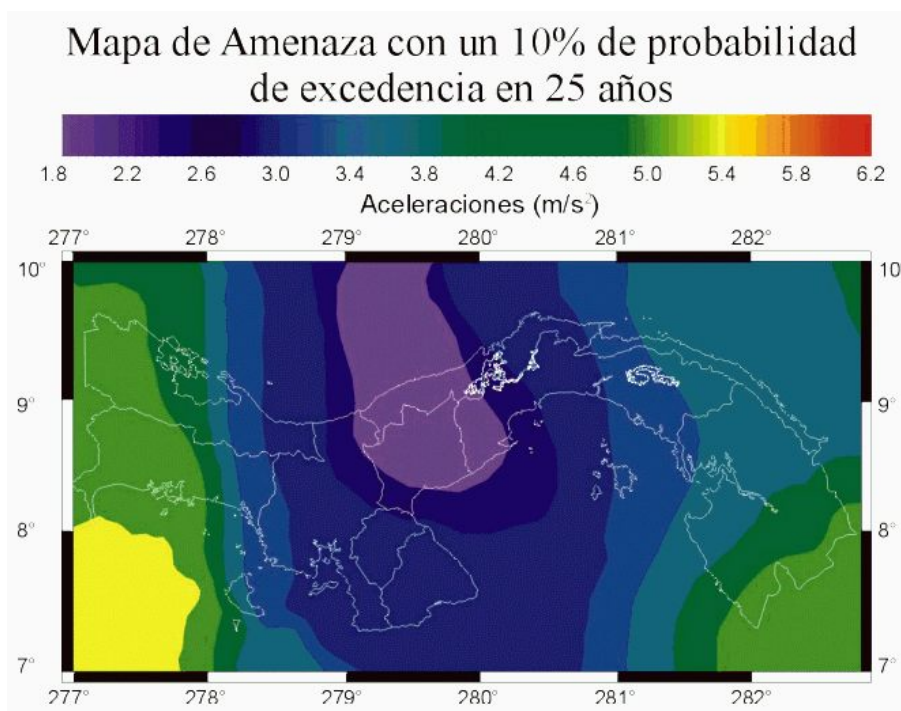 Mapa de Amenaza con un 10% de probabilidad
de excedencia en 25 años
1.8 2.2 2.6 3.0 3.4 3.8 4.2 4.6 5.0 5.4 5.8 6.2
Aceleraciones (m/s²)
277° 278° 279° 280° 281° 282°
10° 10
9° 9
8° 8
7° 7
277° 278° 279° 280° 281° 282°